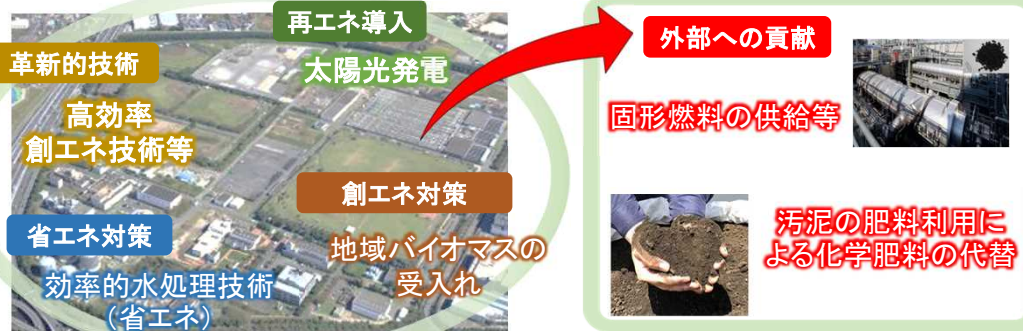 再エネ導入
太陽光発電
革新的技術
高効率
創エネ技術等
創エネ対策
地域バイオマスの
受入れ
省エネ対策
効率的水処理技術
（省エネ）
外部への貢献
固形燃料の供給等
汚泥の肥料利用に
よる化学肥料の代替